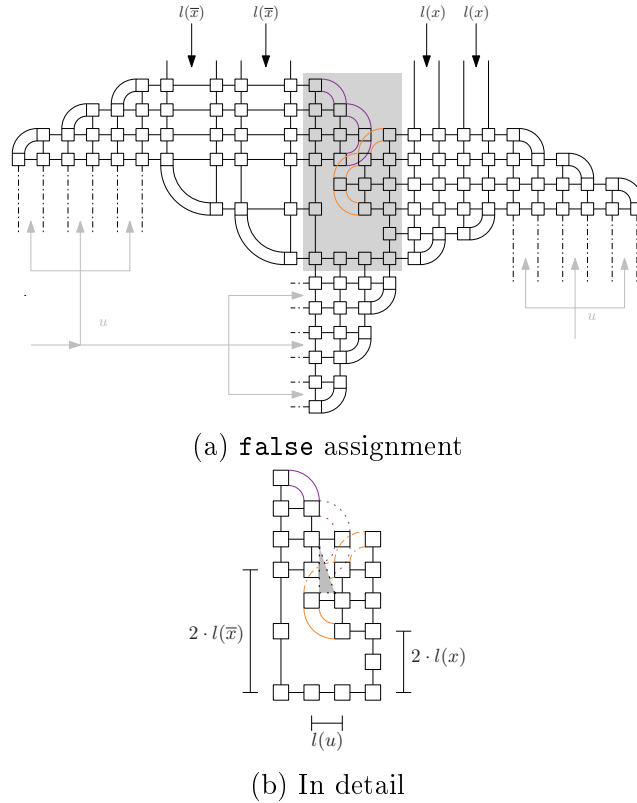 l(x̅) l(x̅) l(x) l(x)
u u
(a) false assignment
2 · l(x̅) 2 · l(x)
l(u)
(b) In detail